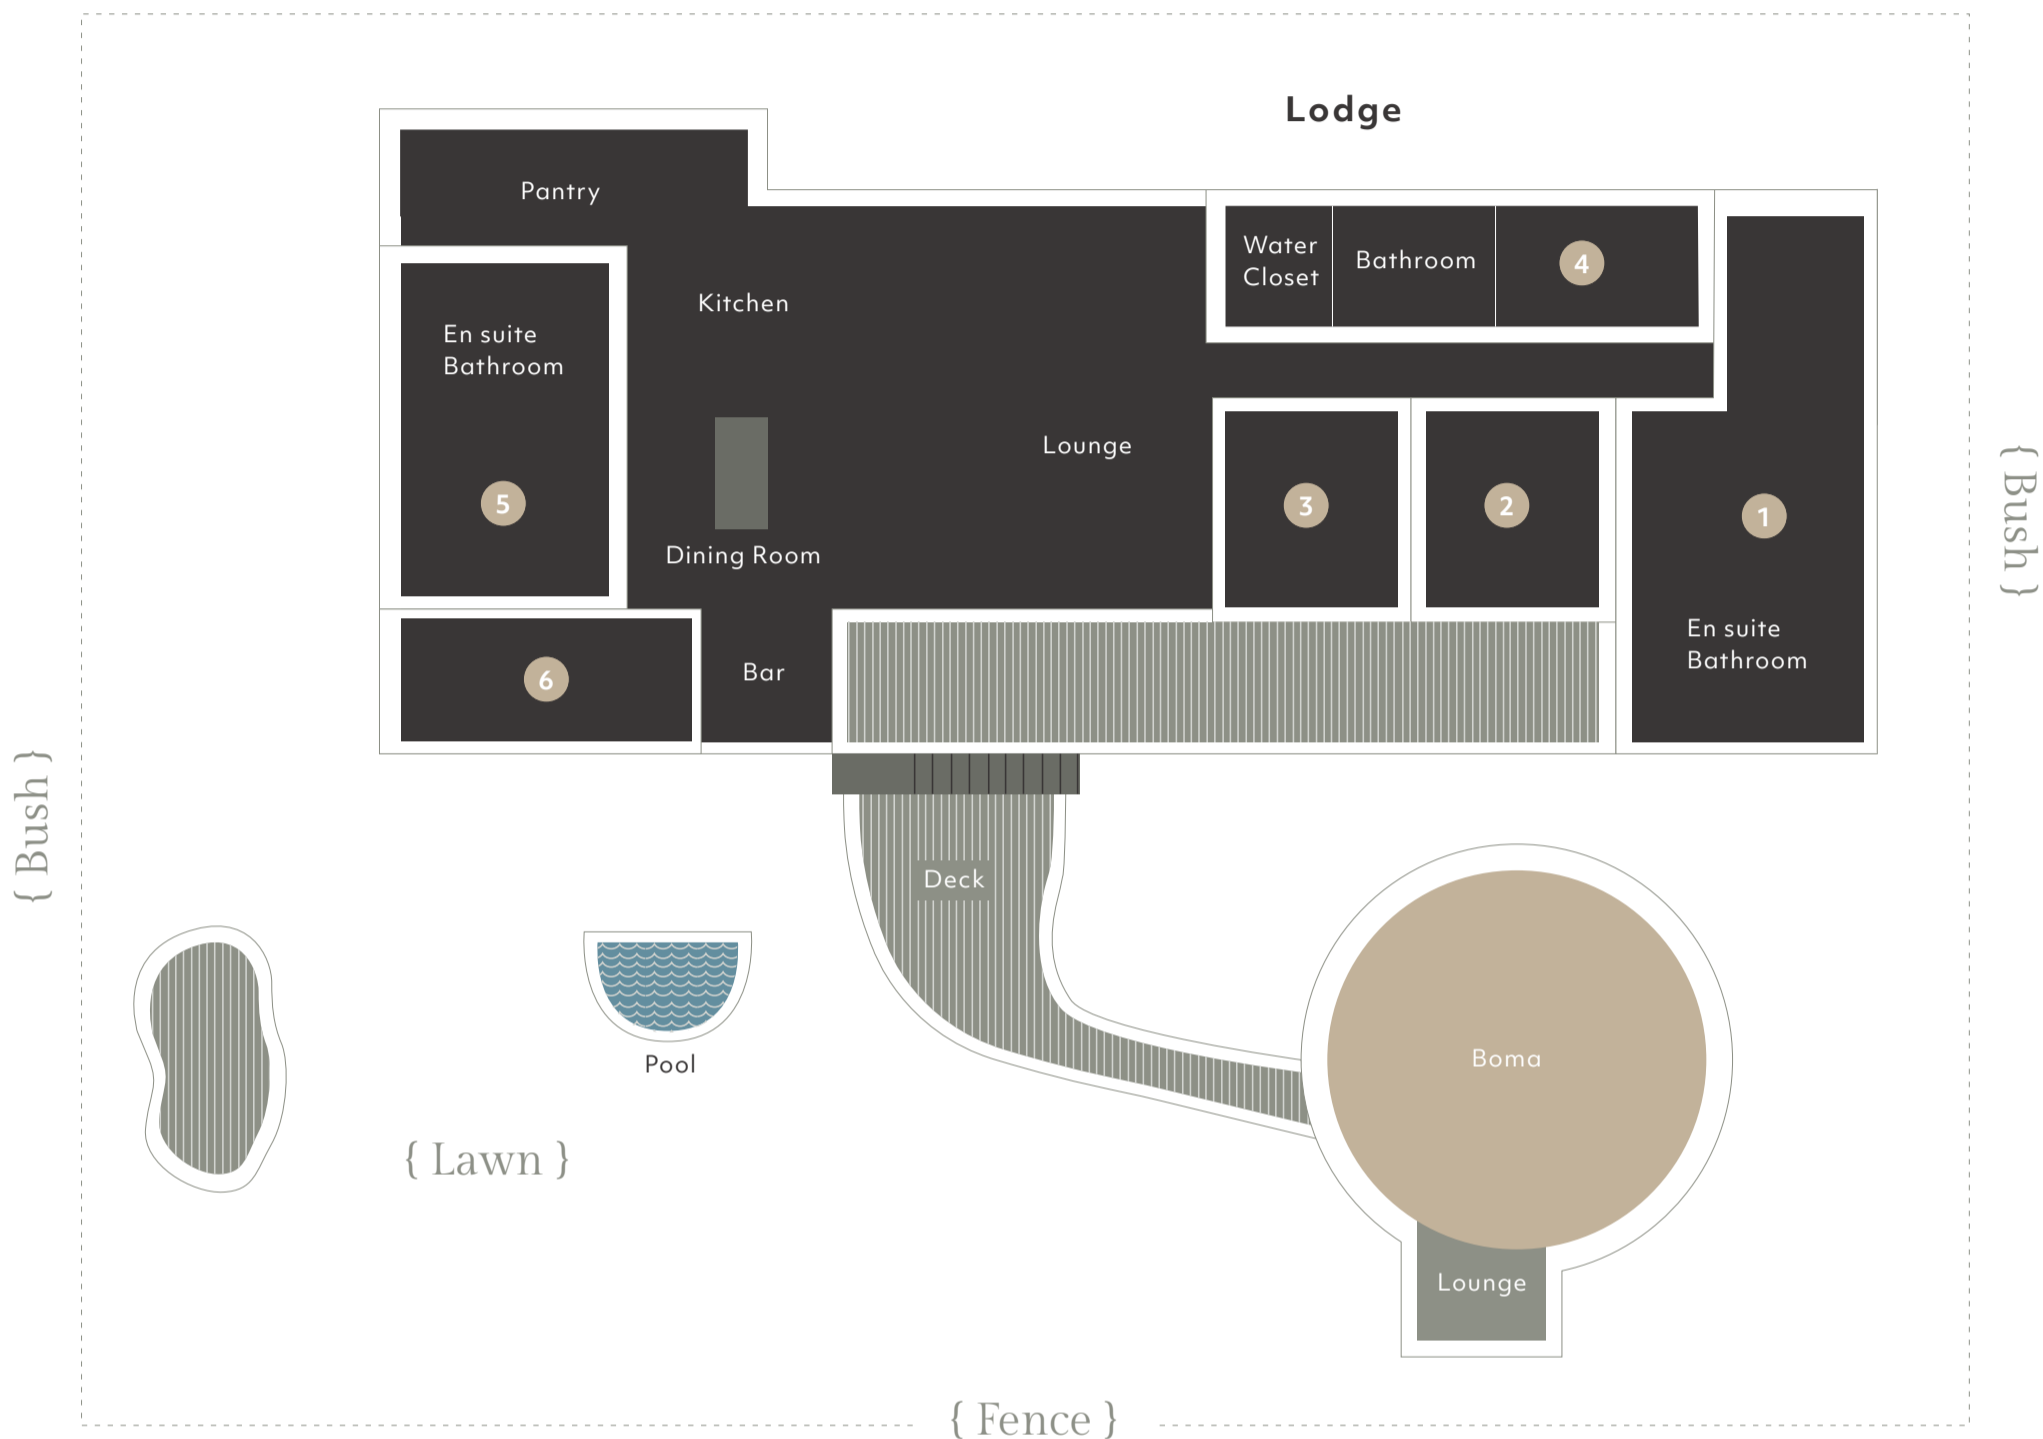 Lodge
Pantry
Water
Closet
Bathroom
4
Kitchen
En suite
Bathroom
Lounge
5
3
2
1
Dining Room
En suite
Bathroom
6
Bar
{ Bush }
{ Bush }
Deck
Pool
Boma
{ Lawn }
Lounge
{ Fence }